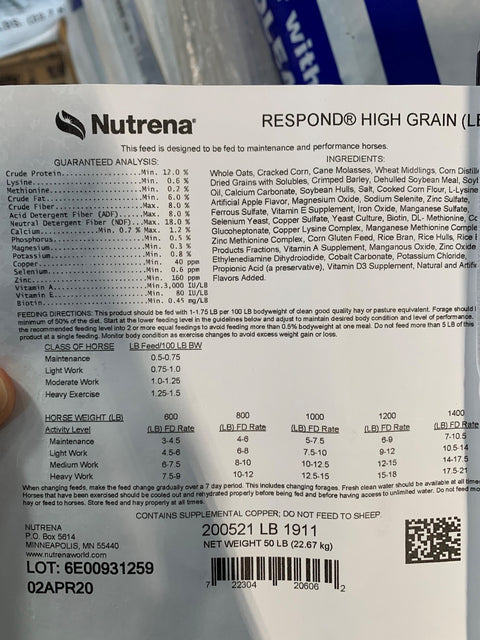 with
Nutrena®
RESPOND® HIGH GRAIN
This feed is designed to be fed to maintenance and performance horses.
GUARANTEED ANALYSIS:
Crude Protein......................Min. 12.0 %
Lysine.............................Min. 0.6 %
Methionine.........................Min. 0.2 %
Crude Fat..........................Min. 6.0 %
Crude Fiber........................Max. 8.0 %
Acid Detergent Fiber (ADF).........Max. 8.0 %
Neutral Detergent Fiber (NDF)......Max. 18.0 %
Calcium................Min. 0.7 % Max. 1.2 %
Phosphorus.........................Min. 0.5 %
Magnesium..........................Min. 0.3 %
Potassium..........................Min. 0.8 %
Copper.............................Min. 40 ppm
Selenium...........................Min. 0.6 ppm
Zinc...............................Min. 160 ppm
Vitamin A..........................Min. 3,000 IU/LB
Vitamin E..........................Min. 80 IU/LB
Biotin.............................Min. 0.45 mg/LB
INGREDIENTS:
Whole Oats, Cracked Corn, Cane Molasses, Wheat Middlings, Corn
Dried Grains with Solubles, Crimped Barley, Dehulled Soybean Meal,
Oil, Calcium Carbonate, Soybean Hulls, Salt, Cooked Corn Flour, L-Lysine
Artificial Apple Flavor, Magnesium Oxide, Sodium Selenite, Zinc Sulfate,
Ferrous Sulfate, Vitamin E Supplement, Iron Oxide, Manganese Sulfate,
Selenium Yeast, Copper Sulfate, Yeast Culture, Biotin, DL-Methionine,
Glucoheptonate, Copper Lysine Complex, Manganese Methionine
Zinc Methionine Complex, Corn Gluten Feed, Rice Bran, Rice Hulls,
Products Fractions, Vitamin A Supplement, Manganous Oxide, Zinc Oxide
Ethylenediamine Dihydroiodide, Cobalt Carbonate, Potassium Chloride,
Propionic Acid (a preservative), Vitamin D3 Supplement, Natural and
Flavors Added.
FEEDING DIRECTIONS: This product should be fed with 1-1.75 LB per 100 LB bodyweight of clean good quality hay or pasture equivalent. Forage should
minimum of 50% of the diet. Start at the lower feeding level in the guidelines below and adjust to maintain desired body condition and level of performance.
the recommended feeding level into 2 or more equal feedings to avoid feeding more than 0.5% bodyweight at one meal. Do not feed more than 5 LB of this
product at a single feeding. Monitor body condition as exercise changes to avoid excess weight gain or loss.
CLASS OF HORSE LB Feed/100 LB BW
Maintenance 0.5-0.75
Light Work 0.75-1.0
Moderate Work 1.0-1.25
Heavy Exercise 1.25-1.5
HORSE WEIGHT (LB) 600 800 1000 1200 1400
Activity Level (LB) FD Rate (LB) FD Rate (LB) FD Rate (LB) FD Rate (LB) FD Rate
Maintenance 3-4.5 4-6 5-7.5 6-9 7-10.5
Light Work 4.5-6 6-8 7.5-10 9-12 10.5-14
Medium Work 6-7.5 8-10 10-12.5 12-15 14-17.5
Heavy Work 7.5-9 10-12 12.5-15 15-18 17.5-21
When changing feeds, make the feed change gradually over a 7 day period. This includes changing forages. Fresh clean water should be available at all times.
Horses that have been exercised should be cooled out and rehydrated properly before being fed and before having access to unlimited water. Do not feed
hay or feed to horses. Store feed and hay properly at all times.
CONTAINS SUPPLEMENTAL COPPER; DO NOT FEED TO SHEEP.
NUTRENA
P.O. Box 5614
MINNEAPOLIS, MN 55440
www.nutrenaworld.com
LOT: 6E00931259
02APR20
200521 LB 1911
NET WEIGHT 50 LB (22.67 kg)
7 22304 20606 2